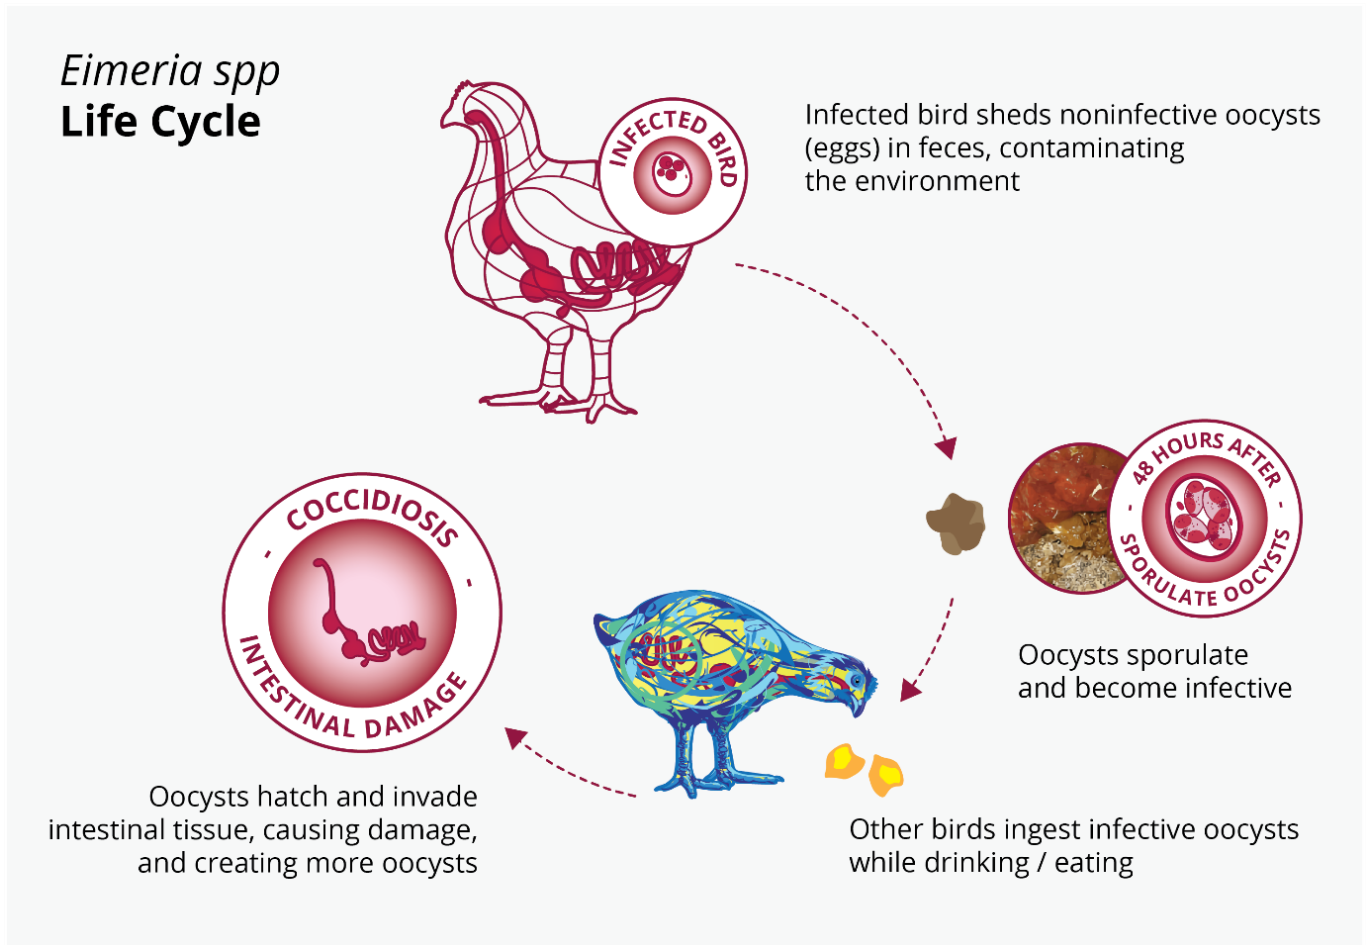 Eimeria spp
Life Cycle
INFECTED BIRD
Infected bird sheds noninfective oocysts
(eggs) in feces, contaminating
the environment
- 48 HOURS AFTER -
SPORULATE OOCYSTS
Oocysts sporulate
and become infective
Other birds ingest infective oocysts
while drinking / eating
- COCCIDIOSIS -
INTESTINAL DAMAGE
Oocysts hatch and invade
intestinal tissue, causing damage,
and creating more oocysts